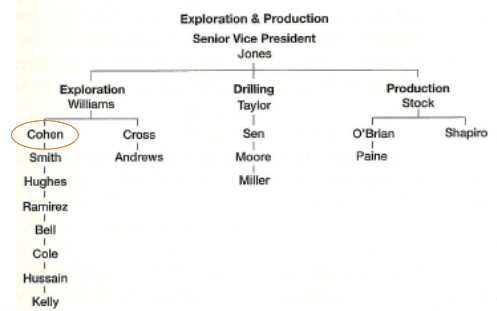 Exploration & Production
Senior Vice President
Jones
Exploration Drilling Production
Williams Taylor Stock
Cohen Cross Sen O'Brian Shapiro
Smith Andrews Moore Paine
Hughes Miller
Ramirez
Bell
Cole
Hussain
Kelly